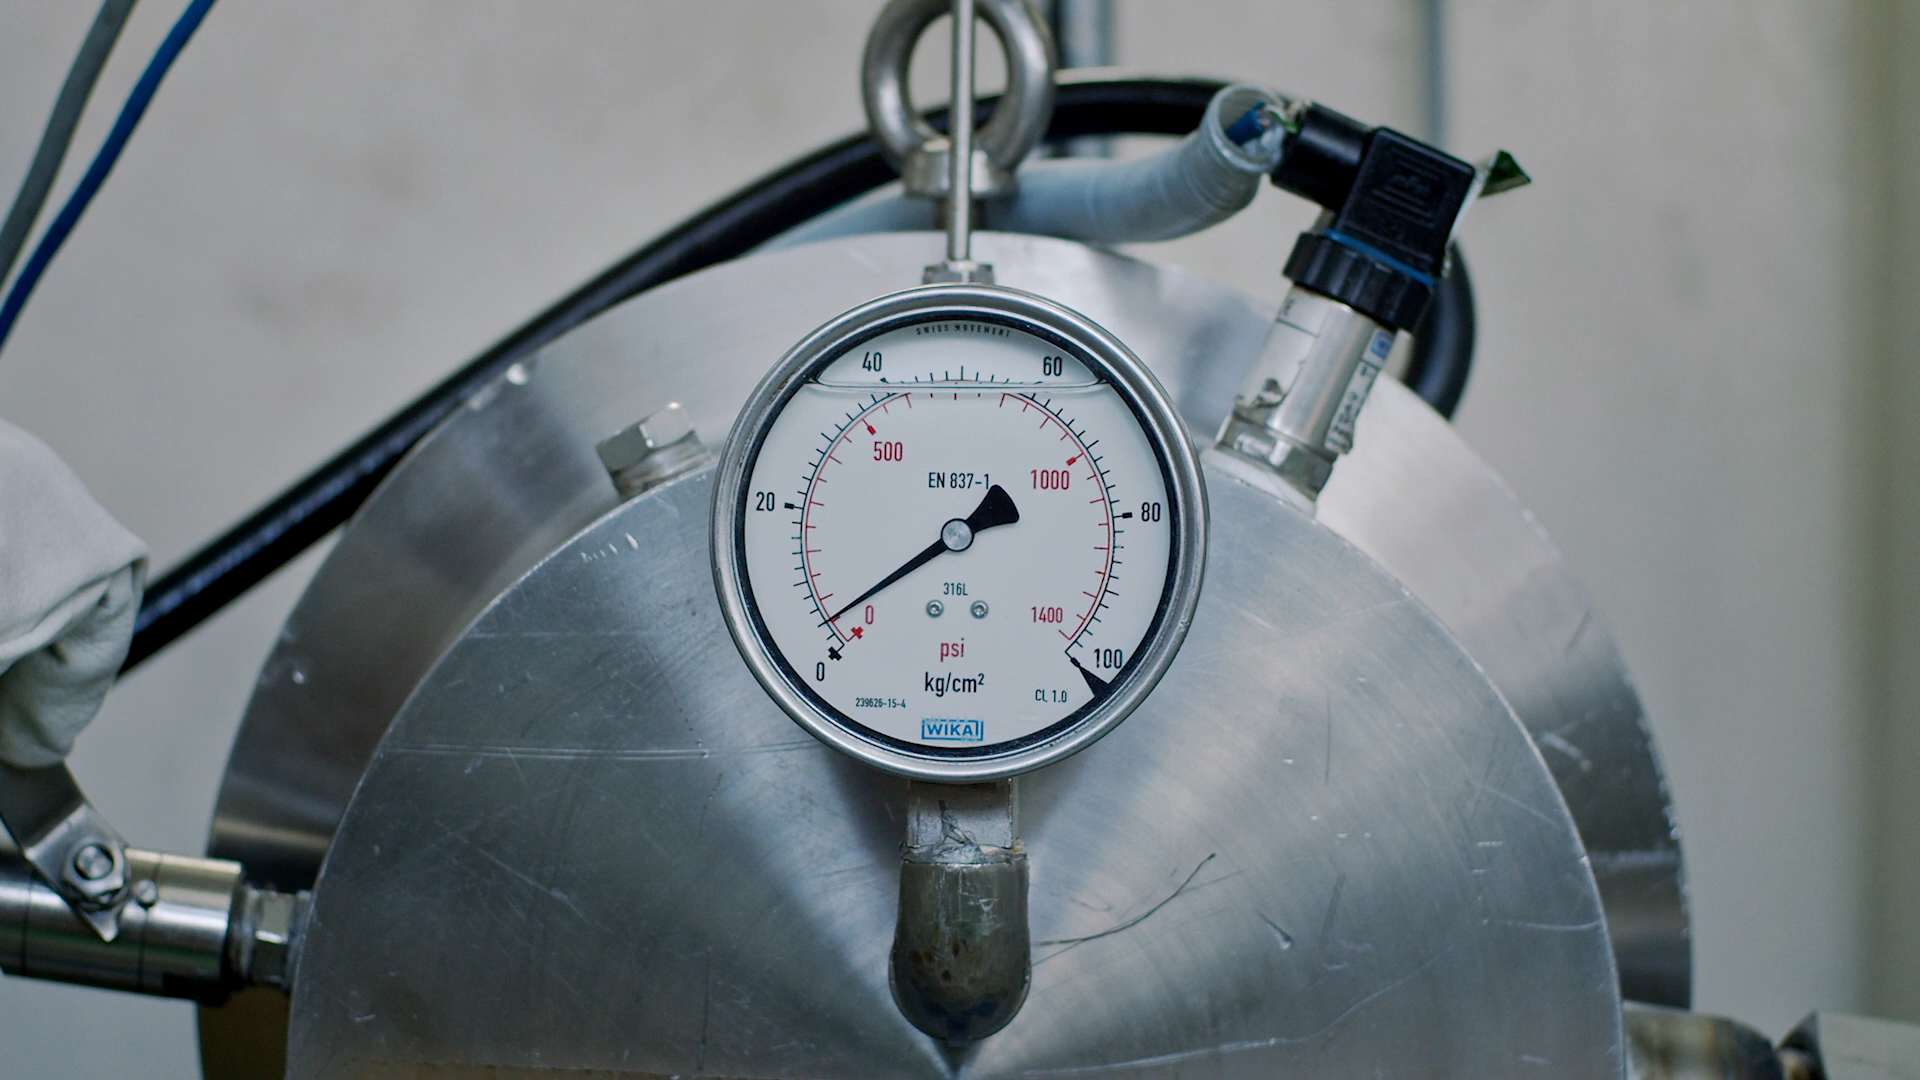 SWISS MOVEMENT
40
60
500
EN 837-1
1000
20
80
316L
0
1400
psi
0
100
kg/cm²
CL 1.0
239626-15-4
WIKA